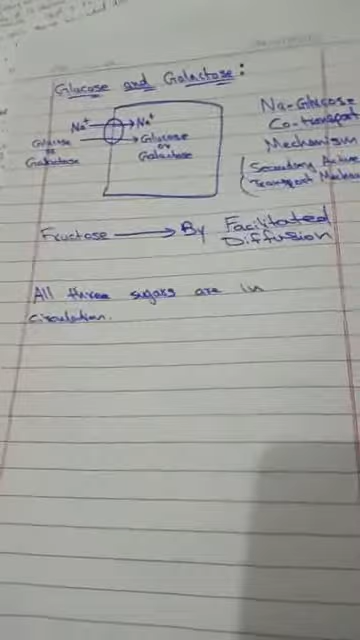 Glucose and Galactose:
Na+ → Na+
Glucose or Galactose → Glucose or Galactose
Na-Glucose
Co-transport
Mechanism
(Secondary Active
Transport
Fructose → By Facilitated
Diffusion
All three sugars are in
circulation.